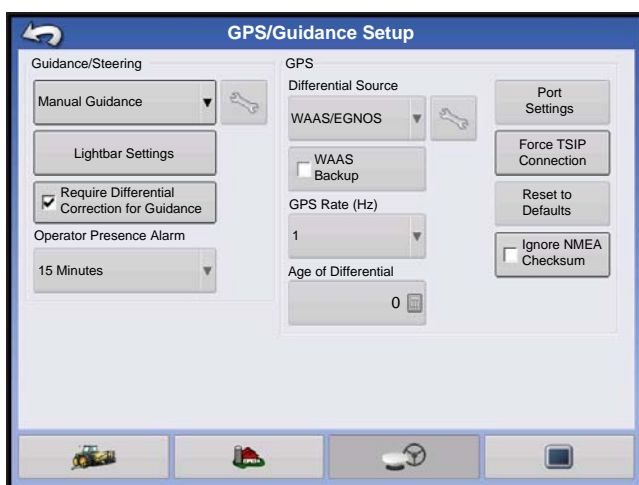 GPS/Guidance Setup
Guidance/Steering
Manual Guidance
Lightbar Settings
Require Differential
Correction for Guidance
Operator Presence Alarm
15 Minutes
GPS
Differential Source
WAAS/EGNOS
WAAS
Backup
GPS Rate (Hz)
1
Age of Differential
0
Port
Settings
Force TSIP
Connection
Reset to
Defaults
Ignore NMEA
Checksum